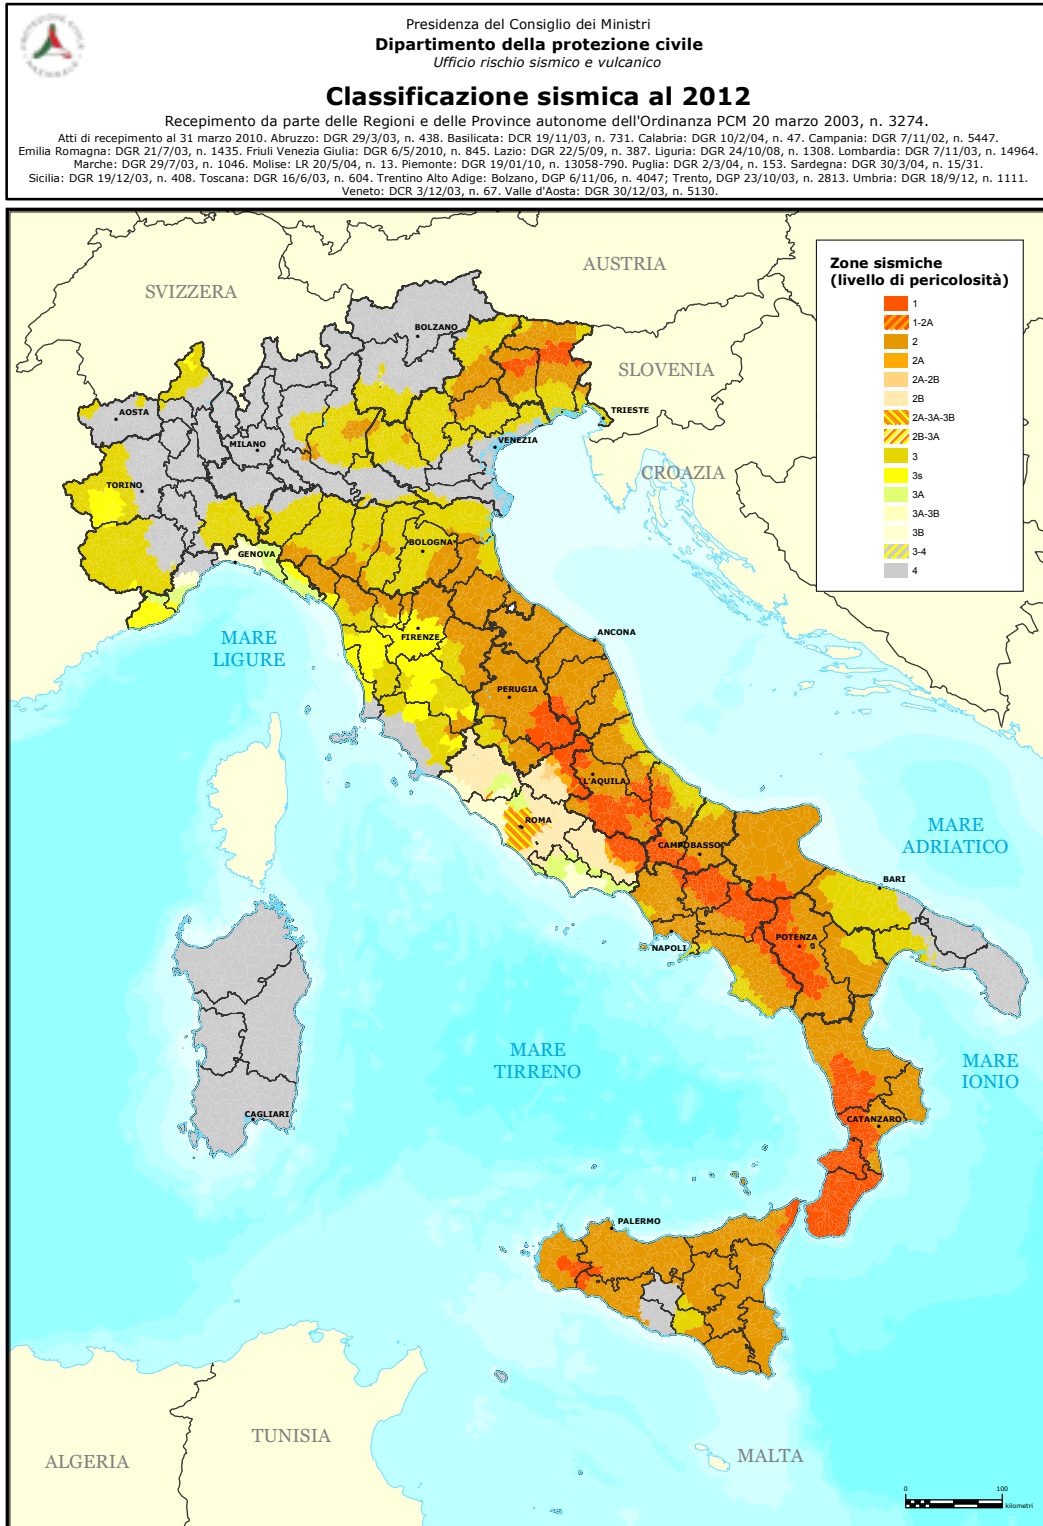 Presidenza del Consiglio dei Ministri
Dipartimento della protezione civile
Ufficio rischio sismico e vulcanico
Classificazione sismica al 2012
Recepimento da parte delle Regioni e delle Province autonome dell'Ordinanza PCM 20 marzo 2003, n. 3274.
Atti di recepimento al 31 marzo 2010. Abruzzo: DGR 29/3/03, n. 438. Basilicata: DCR 19/11/03, n. 731. Calabria: DGR 10/2/04, n. 47. Campania: DGR 7/11/02, n. 5447.
Emilia Romagna: DGR 21/7/03, n. 1435. Friuli Venezia Giulia: DGR 6/5/2010, n. 845. Lazio: DGR 22/5/09, n. 387. Liguria: DGR 24/10/08, n. 1308. Lombardia: DGR 7/11/03, n. 14964.
Marche: DGR 29/7/03, n. 1046. Molise: LR 20/5/04, n. 13. Piemonte: DGR 19/01/10, n. 13058-790. Puglia: DGR 2/3/04, n. 153. Sardegna: DGR 30/3/04, n. 15/31.
Sicilia: DGR 19/12/03, n. 408. Toscana: DGR 16/6/03, n. 604. Trentino Alto Adige: Bolzano, DGP 6/11/06, n. 4047; Trento, DGP 23/10/03, n. 2813. Umbria: DGR 18/9/12, n. 1111.
Veneto: DCR 3/12/03, n. 67. Valle d'Aosta: DGR 30/12/03, n. 5130.
Zone sismiche
(livello di pericolosità)
1
1-2A
2
2A
2A-2B
2B
2A-3A-3B
2B-3A
3
3s
3A
3A-3B
3B
3-4
4
AUSTRIA
SVIZZERA
BOLZANO
SLOVENIA
AOSTA
TRIESTE
MILANO
VENEZIA
CROAZIA
TORINO
BOLOGNA
GENOVA
FIRENZE
ANCONA
MARE
LIGURE
PERUGIA
L'AQUILA
ROMA
MARE
ADRIATICO
CAMPOBASSO
BARI
POTENZA
NAPOLI
MARE
TIRRENO
MARE
IONIO
CAGLIARI
CATANZARO
PALERMO
TUNISIA
ALGERIA
MALTA
0 100
kilometri